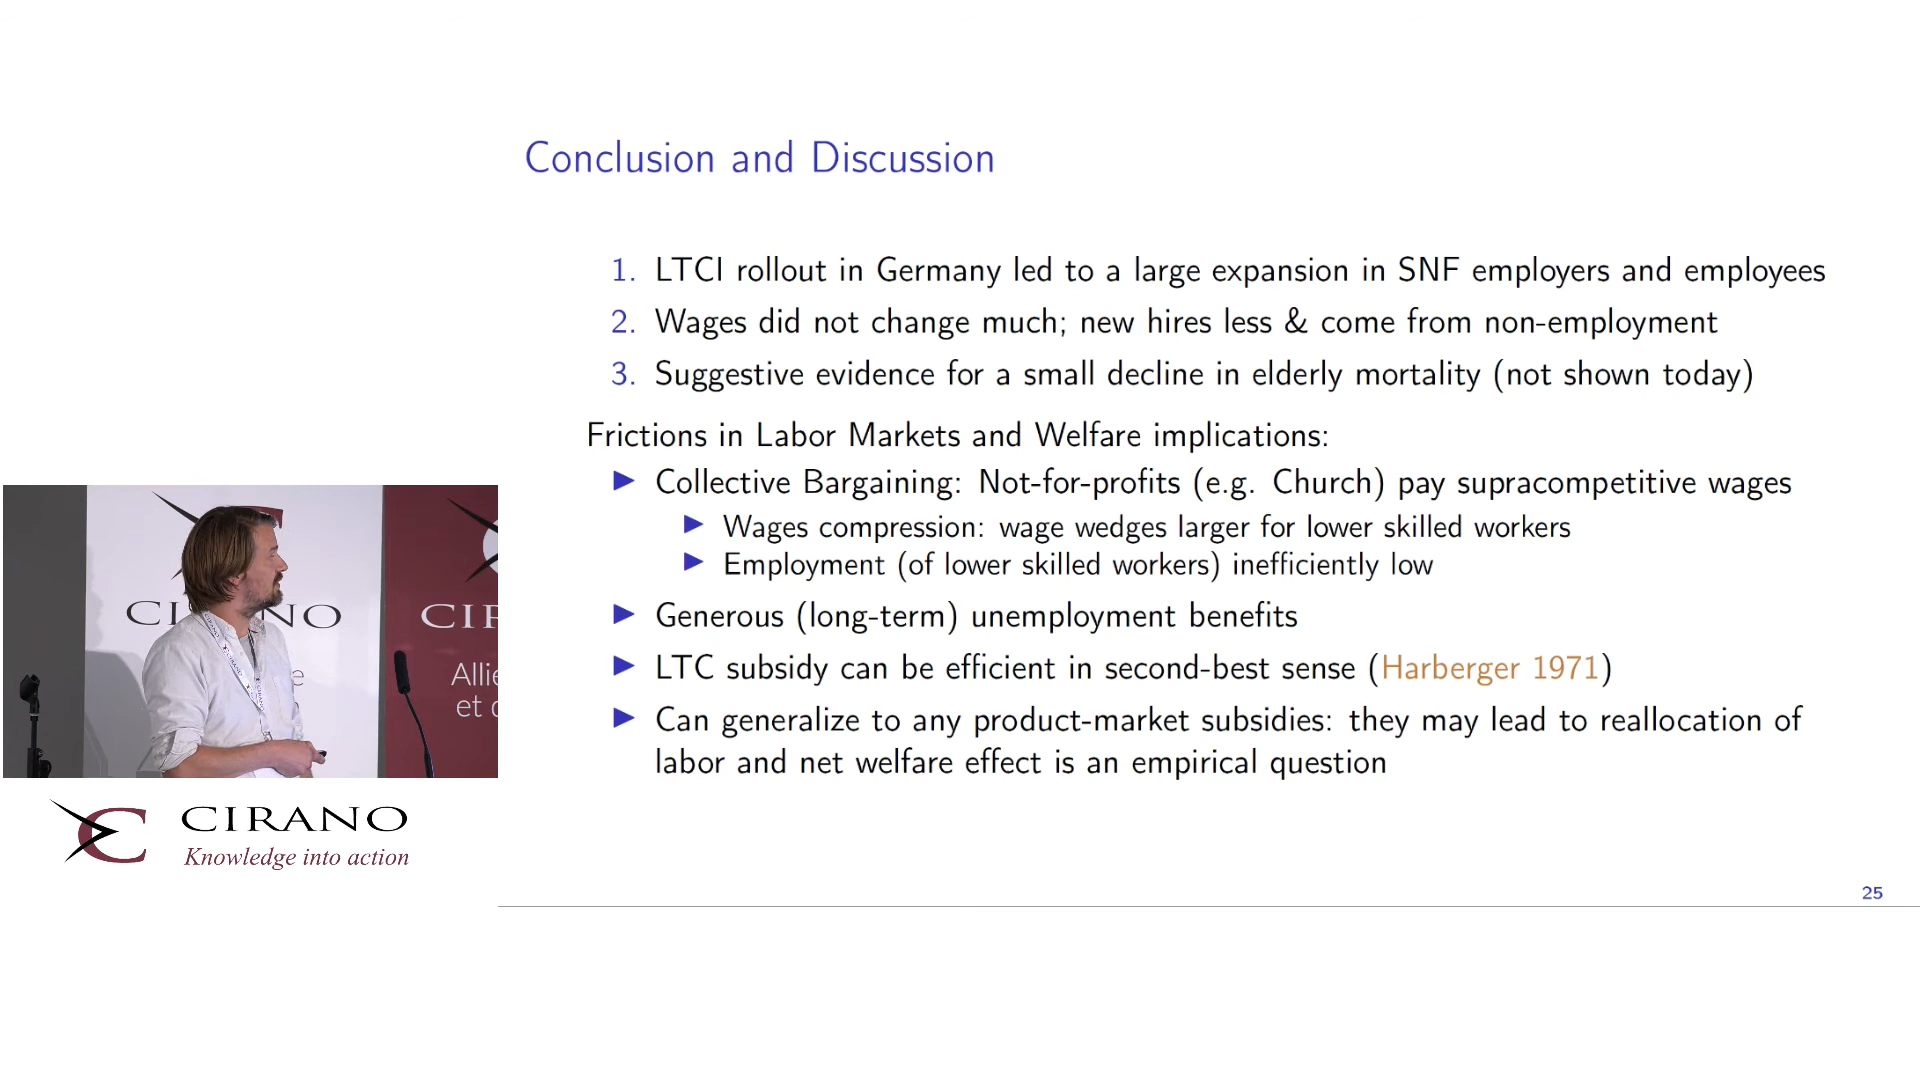 Conclusion and Discussion
1. LTCI rollout in Germany led to a large expansion in SNF employers and employees
2. Wages did not change much; new hires less & come from non-employment
3. Suggestive evidence for a small decline in elderly mortality (not shown today)
Frictions in Labor Markets and Welfare implications:
▶ Collective Bargaining: Not-for-profits (e.g. Church) pay supracompetitive wages
▶ Wages compression: wage wedges larger for lower skilled workers
▶ Employment (of lower skilled workers) inefficiently low
▶ Generous (long-term) unemployment benefits
▶ LTC subsidy can be efficient in second-best sense (Harberger 1971)
▶ Can generalize to any product-market subsidies: they may lead to reallocation of
labor and net welfare effect is an empirical question
25
CIRANO
Knowledge into action